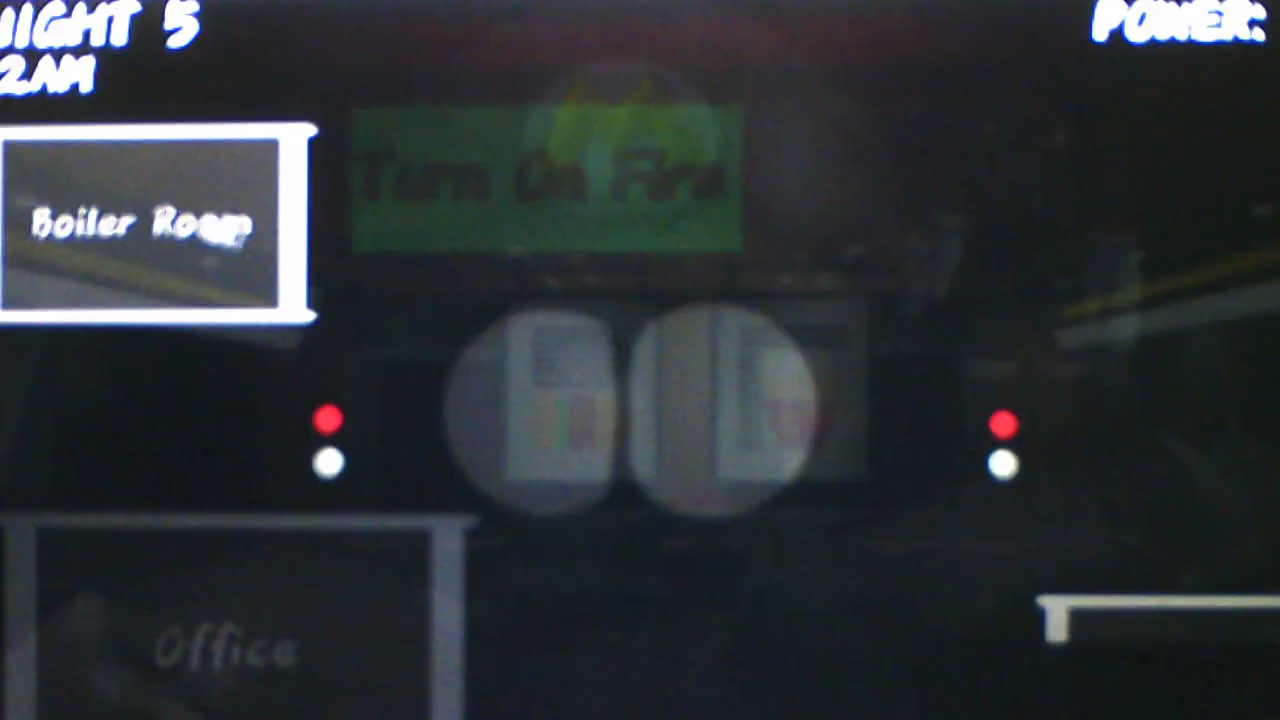 NIGHT 5
2AM
POWER:
Turn On Fire
Boiler Room
Office